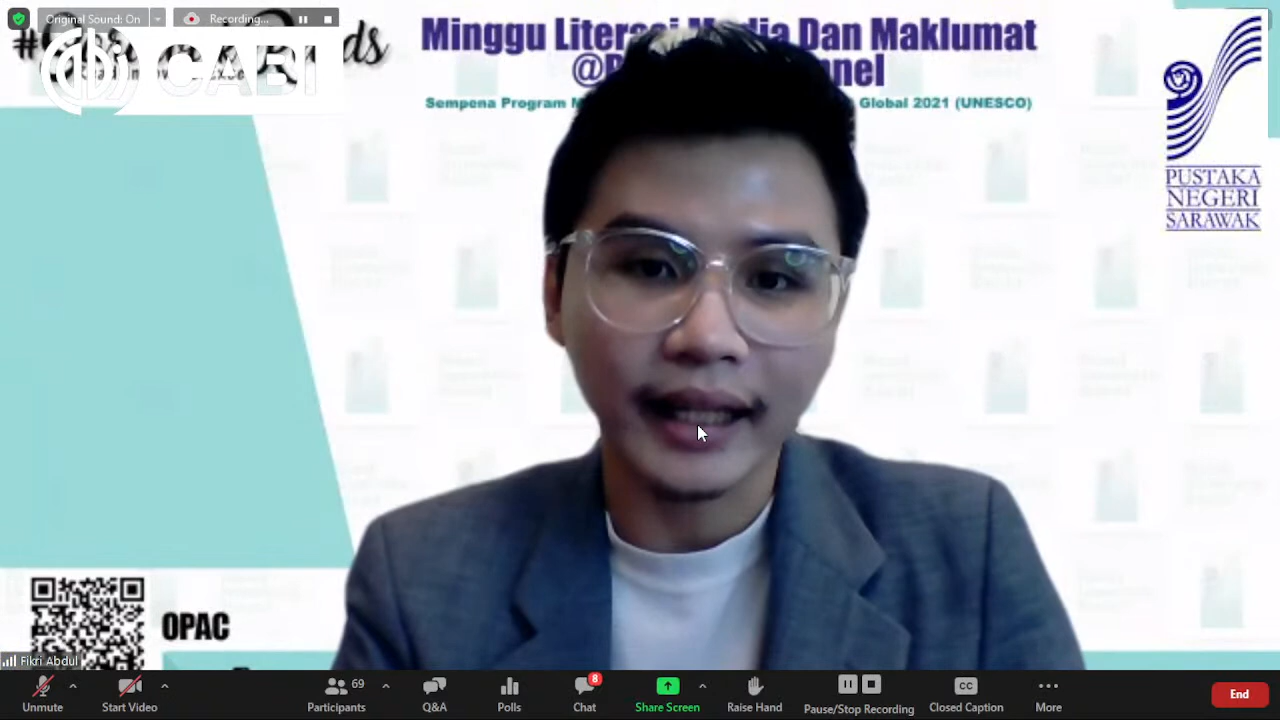 Original Sound: On
Recording...
CABI
Minggu Literasi Media Dan Maklumat
Sempena Program
Global 2021 (UNESCO)
PUSTAKA
NEGERI
SARAWAK
OPAC
Fikri Abdul
Unmute
Start Video
69
Participants
Q&A
Polls
8
Chat
Share Screen
Raise Hand
Pause/Stop Recording
CC
Closed Caption
More
End